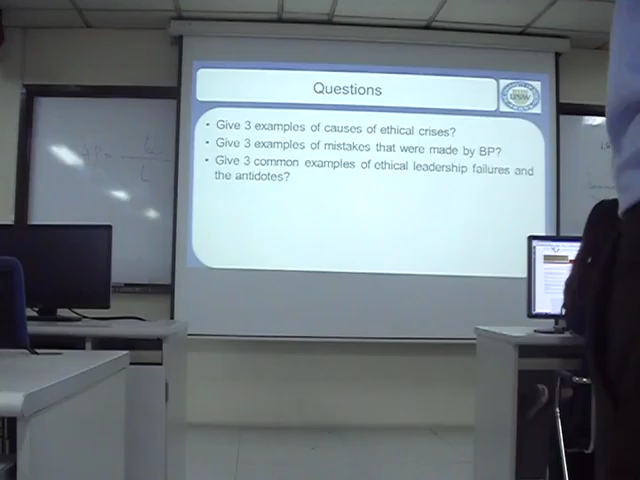 Questions
• Give 3 examples of causes of ethical crises?
• Give 3 examples of mistakes that were made by BP?
• Give 3 common examples of ethical leadership failures and
the antidotes?